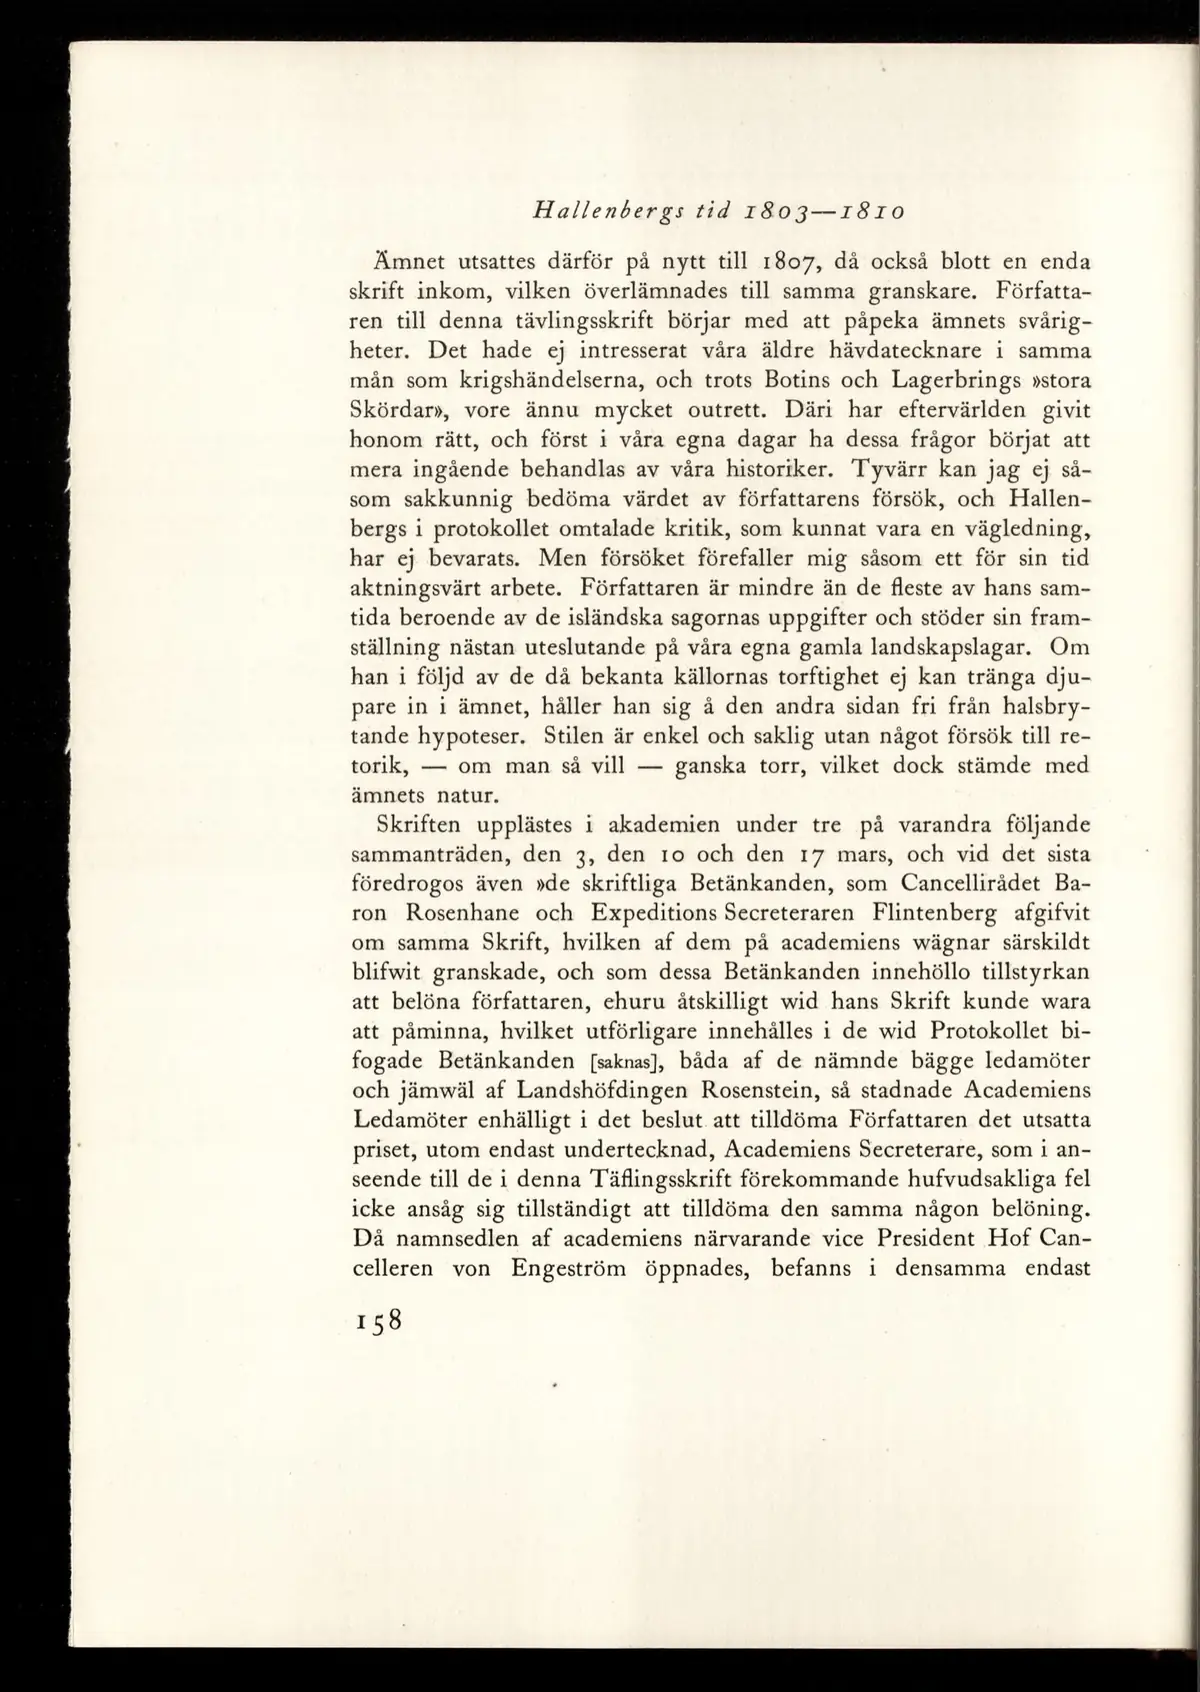 Hallenbergs tid 1803—1810
Ämnet utsattes därför på nytt till 1807, då också blott en enda
skrift inkom, vilken överlämnades till samma granskare. Författa-
ren till denna tävlingsskrift börjar med att påpeka ämnets svårig-
heter. Det hade ej intresserat våra äldre hävdatecknare i samma
mån som krigshändelserna, och trots Botins och Lagerbrings »stora
Skördar», vore ännu mycket outrett. Däri har eftervärlden givit
honom rätt, och först i våra egna dagar ha dessa frågor börjat att
mera ingående behandlas av våra historiker. Tyvärr kan jag ej så-
som sakkunnig bedöma värdet av författarens försök, och Hallen-
bergs i protokollet omtalade kritik, som kunnat vara en vägledning,
har ej bevarats. Men försöket förefaller mig såsom ett för sin tid
aktningsvärt arbete. Författaren är mindre än de fleste av hans sam-
tida beroende av de isländska sagornas uppgifter och stöder sin fram-
ställning nästan uteslutande på våra egna gamla landskapslagar. Om
han i följd av de då bekanta källornas torftighet ej kan tränga dju-
pare in i ämnet, håller han sig å den andra sidan fri från halsbry-
tande hypoteser. Stilen är enkel och saklig utan något försök till re-
torik, — om man så vill — ganska torr, vilket dock stämde med
ämnets natur.
Skriften upplästes i akademien under tre på varandra följande
sammanträden, den 3, den 10 och den 17 mars, och vid det sista
föredrogos även »de skriftliga Betänkanden, som Cancellirådet Ba-
ron Rosenhane och Expeditions Secreteraren Flintenberg afgifvit
om samma Skrift, hvilken af dem på academiens wägnar särskildt
blifwit granskade, och som dessa Betänkanden innehöllo tillstyrkan
att belöna författaren, ehuru åtskilligt wid hans Skrift kunde wara
att påminna, hvilket utförligare innehålles i de wid Protokollet bi-
fogade Betänkanden [saknas], båda af de nämnde bägge ledamöter
och jämwäl af Landshöfdingen Rosenstein, så stadnade Academiens
Ledamöter enhälligt i det beslut att tilldöma Författaren det utsatta
priset, utom endast undertecknad, Academiens Secreterare, som i an-
seende till de i denna Täflingsskrift förekommande hufvudsakliga fel
icke ansåg sig tillständigt att tilldöma den samma någon belöning.
Då namnsedlen af academiens närvarande vice President Hof Can-
celleren von Engeström öppnades, befanns i densamma endast
158